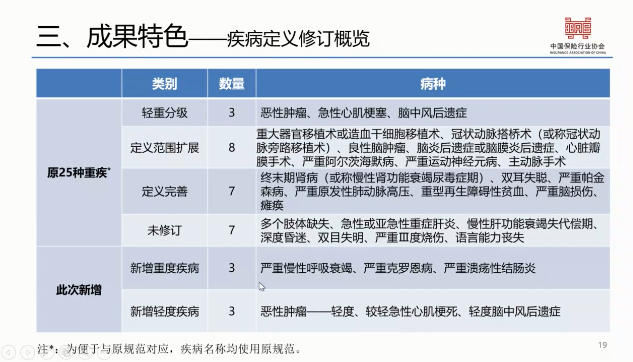 三、成果特色——疾病定义修订概览
中国保险行业协会
INSURANCE ASSOCIATION OF CHINA
类别 数量 病种
原25种重疾*
轻重分级 3 恶性肿瘤、急性心肌梗塞、脑中风后遗症
定义范围扩展 8
重大器官移植术或造血干细胞移植术、冠状动脉搭桥术（或称冠状动
脉旁路移植术）、良性脑肿瘤、脑炎后遗症或脑膜炎后遗症、心脏瓣
膜手术、严重阿尔茨海默病、严重运动神经元病、主动脉手术
定义完善 7
终末期肾病（或称慢性肾功能衰竭尿毒症期）、双耳失聪、严重帕金
森病、严重原发性肺动脉高压、重型再生障碍性贫血、严重脑损伤、
瘫痪
未修订 7
多个肢体缺失、急性或亚急性重症肝炎、慢性肝功能衰竭失代偿期、
深度昏迷、双目失明、严重Ⅲ度烧伤、语言能力丧失
此次新增
新增重度疾病 3 严重慢性呼吸衰竭、严重克罗恩病、严重溃疡性结肠炎
新增轻度疾病 3 恶性肿瘤——轻度、较轻急性心肌梗死、轻度脑中风后遗症
注*：为便于与原规范对应，疾病名称均使用原规范。
19